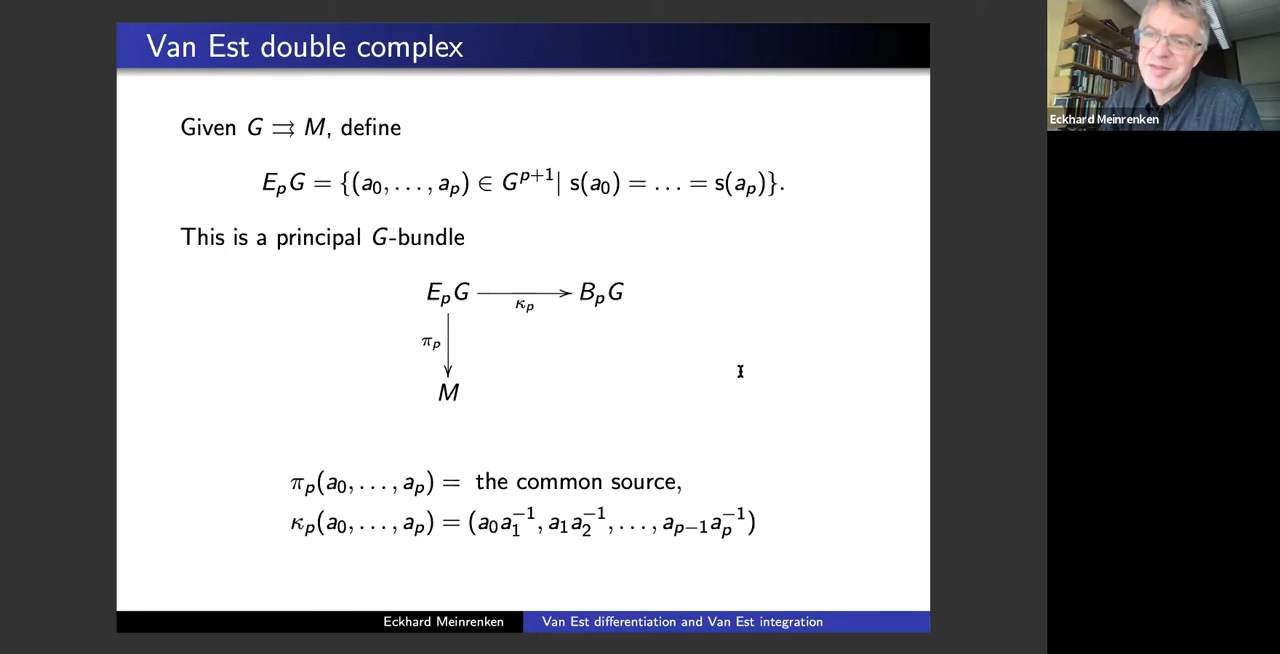 Van Est double complex
Eckhard Meinrenken
Given G ⇉ M, define
E_pG = {(a_0, . . . , a_p) ∈ G^{p+1}| s(a_0) = . . . = s(a_p)}.
This is a principal G-bundle
E_pG → B_pG
κ_p
π_p
M
π_p(a_0, . . . , a_p) = the common source,
κ_p(a_0, . . . , a_p) = (a_0a_1^{-1}, a_1a_2^{-1}, . . . , a_{p-1}a_p^{-1})
Eckhard Meinrenken
Van Est differentiation and Van Est integration